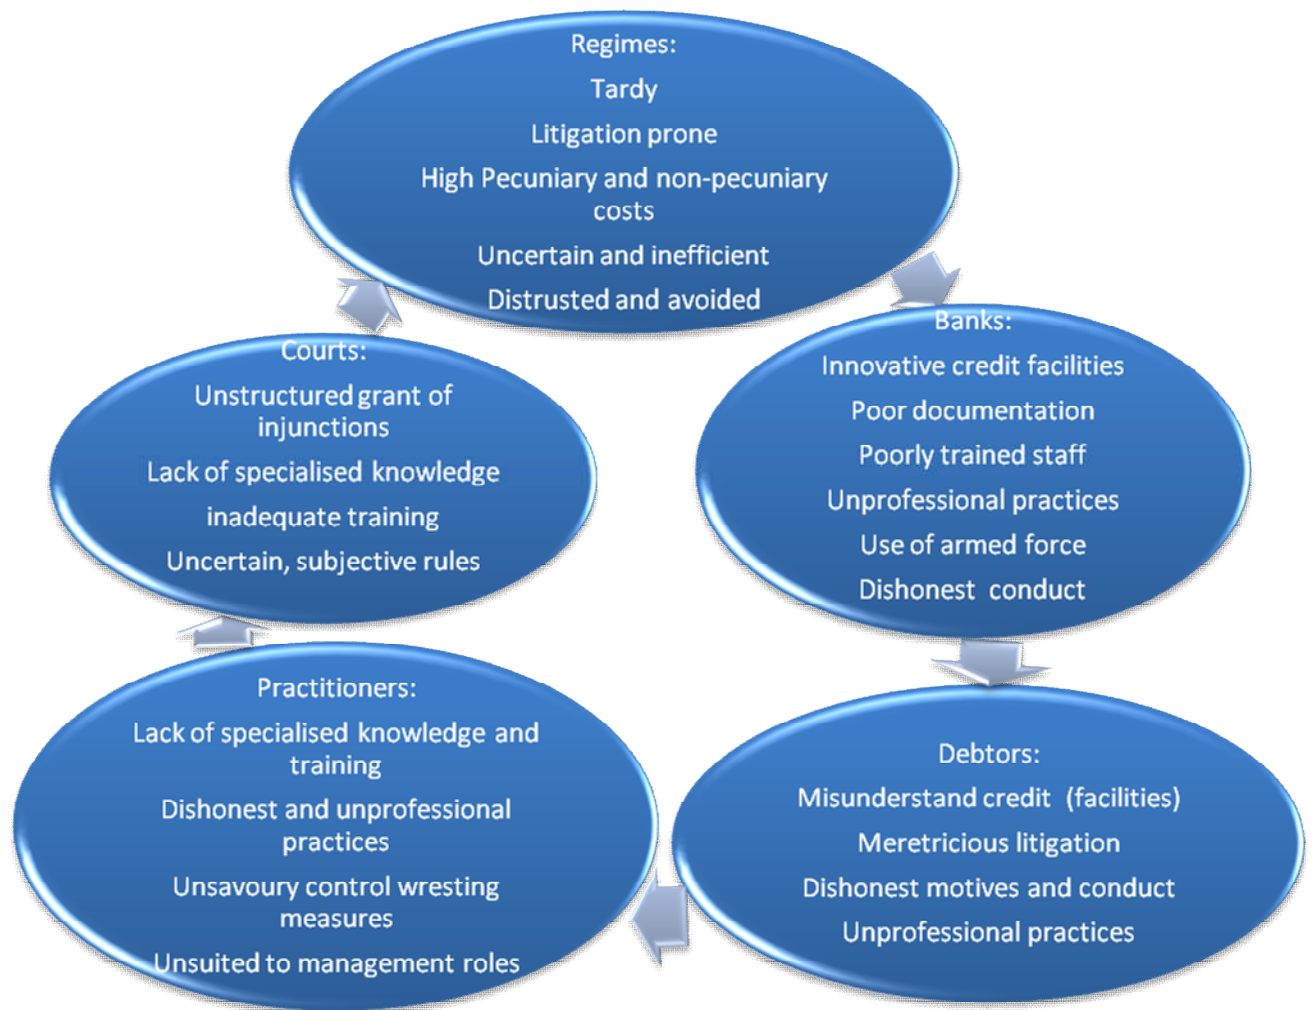 Regimes:
Tardy
Litigation prone
High Pecuniary and non-pecuniary
costs
Uncertain and inefficient
Distrusted and avoided
Banks:
Innovative credit facilities
Poor documentation
Poorly trained staff
Unprofessional practices
Use of armed force
Dishonest conduct
Debtors:
Misunderstand credit (facilities)
Meretricious litigation
Dishonest motives and conduct
Unprofessional practices
Practitioners:
Lack of specialised knowledge and
training
Dishonest and unprofessional
practices
Unsavoury control wresting
measures
Unsuited to management roles
Courts:
Unstructured grant of
injunctions
Lack of specialised knowledge
inadequate training
Uncertain, subjective rules